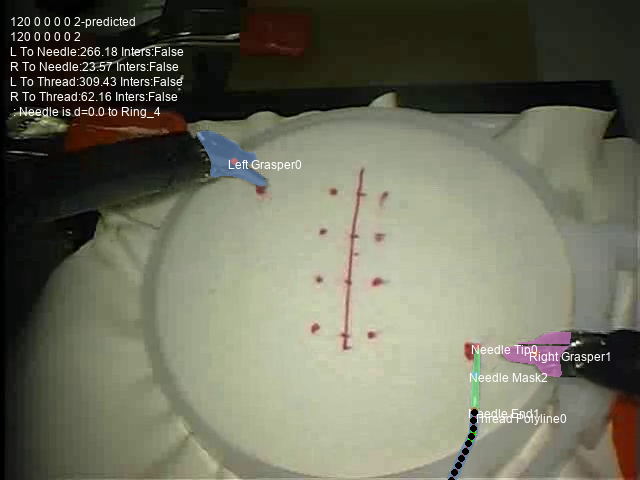 120 0 0 0 0 2-predicted
120 0 0 0 0 2
L To Needle:266.18 Inters:False
R To Needle:23.57 Inters:False
L To Thread:309.43 Inters:False
R To Thread:62.16 Inters:False
: Needle is d=0.0 to Ring_4
Left Grasper0
Needle Tip0
Right Grasper1
Needle Mask2
Needle End1
Thread Polyline0